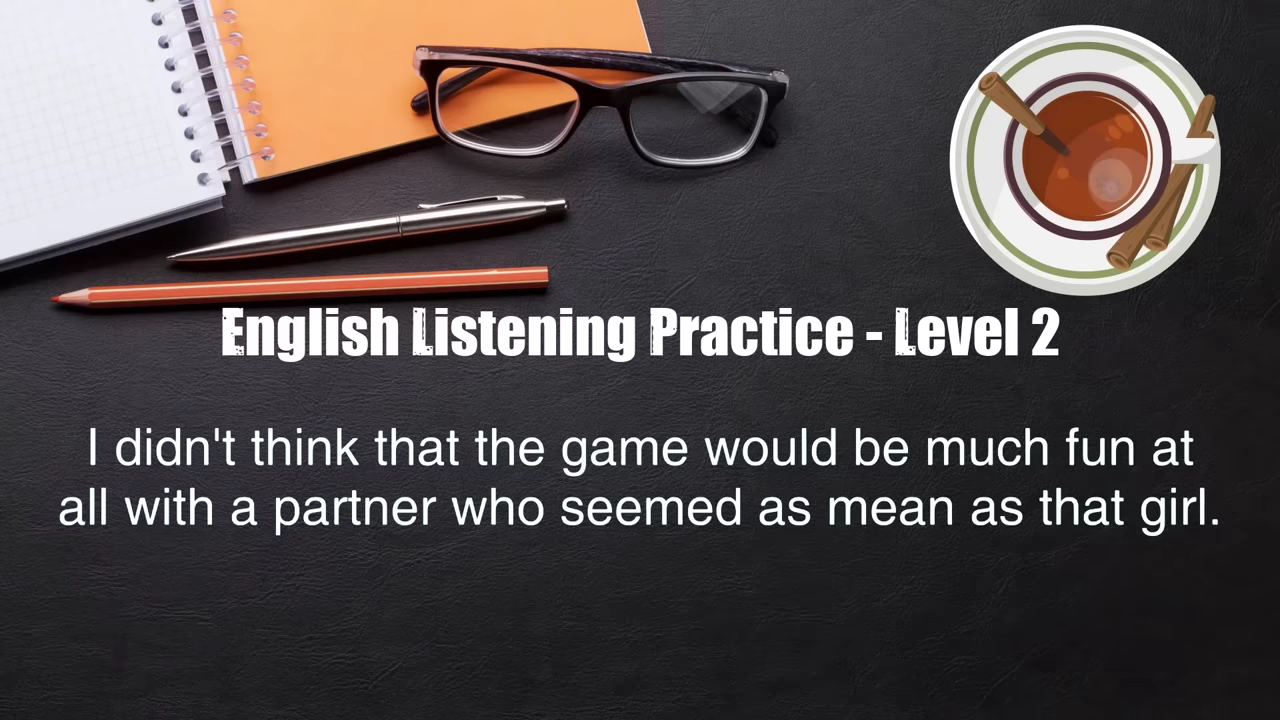 English Listening Practice - Level 2
I didn't think that the game would be much fun at
all with a partner who seemed as mean as that girl.